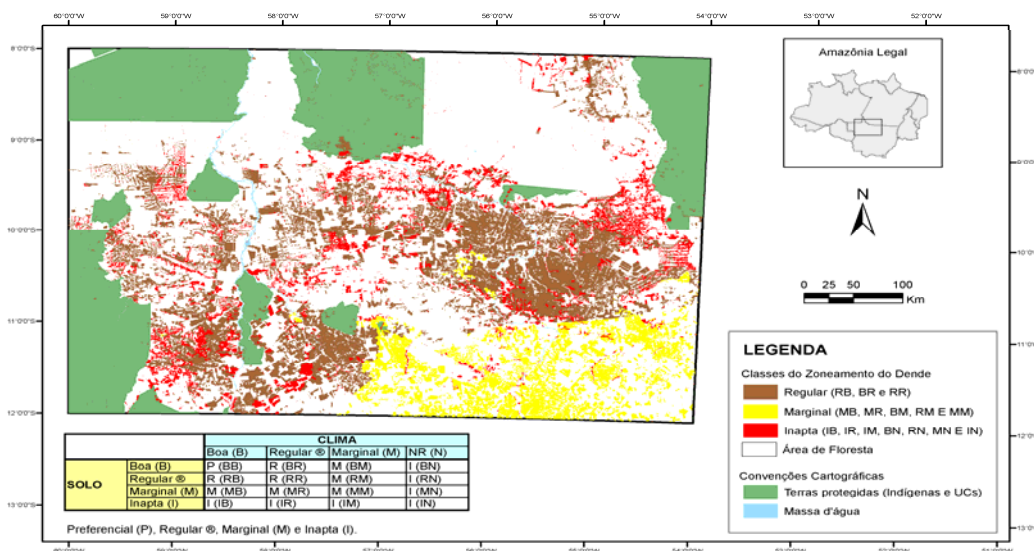 60°0'0"O 59°0'0"O 58°0'0"O 57°0'0"O 56°0'0"O 55°0'0"O 54°0'0"O 53°0'0"O 52°0'0"O
8°0'0"S
9°0'0"S
10°0'0"S
11°0'0"S
12°0'0"S
13°0'0"S
Amazônia Legal
N
0 25 50 100
Km
LEGENDA
Classes do Zoneamento do Dende
Regular (RB, BR e RR)
Marginal (MB, MR, BM, RM E MM)
Inapta (IB, IR, IM, BN, RN, MN E IN)
Área de Floresta
Convenções Cartográficas
Terras protegidas (Indígenas e UCs)
Massa d'água
CLIMA
Boa (B) Regular ® Marginal (M) NR (N)
SOLO
Boa (B) P (BB) R (BR) M (BM) I (BN)
Regular ® R (RB) R (RR) M (RM) I (RN)
Marginal (M) M (MB) M (MR) M (MM) I (MN)
Inapta (I) I (IB) I (IR) I (IM) I (IN)
Preferencial (P), Regular ®, Marginal (M) e Inapta (I).